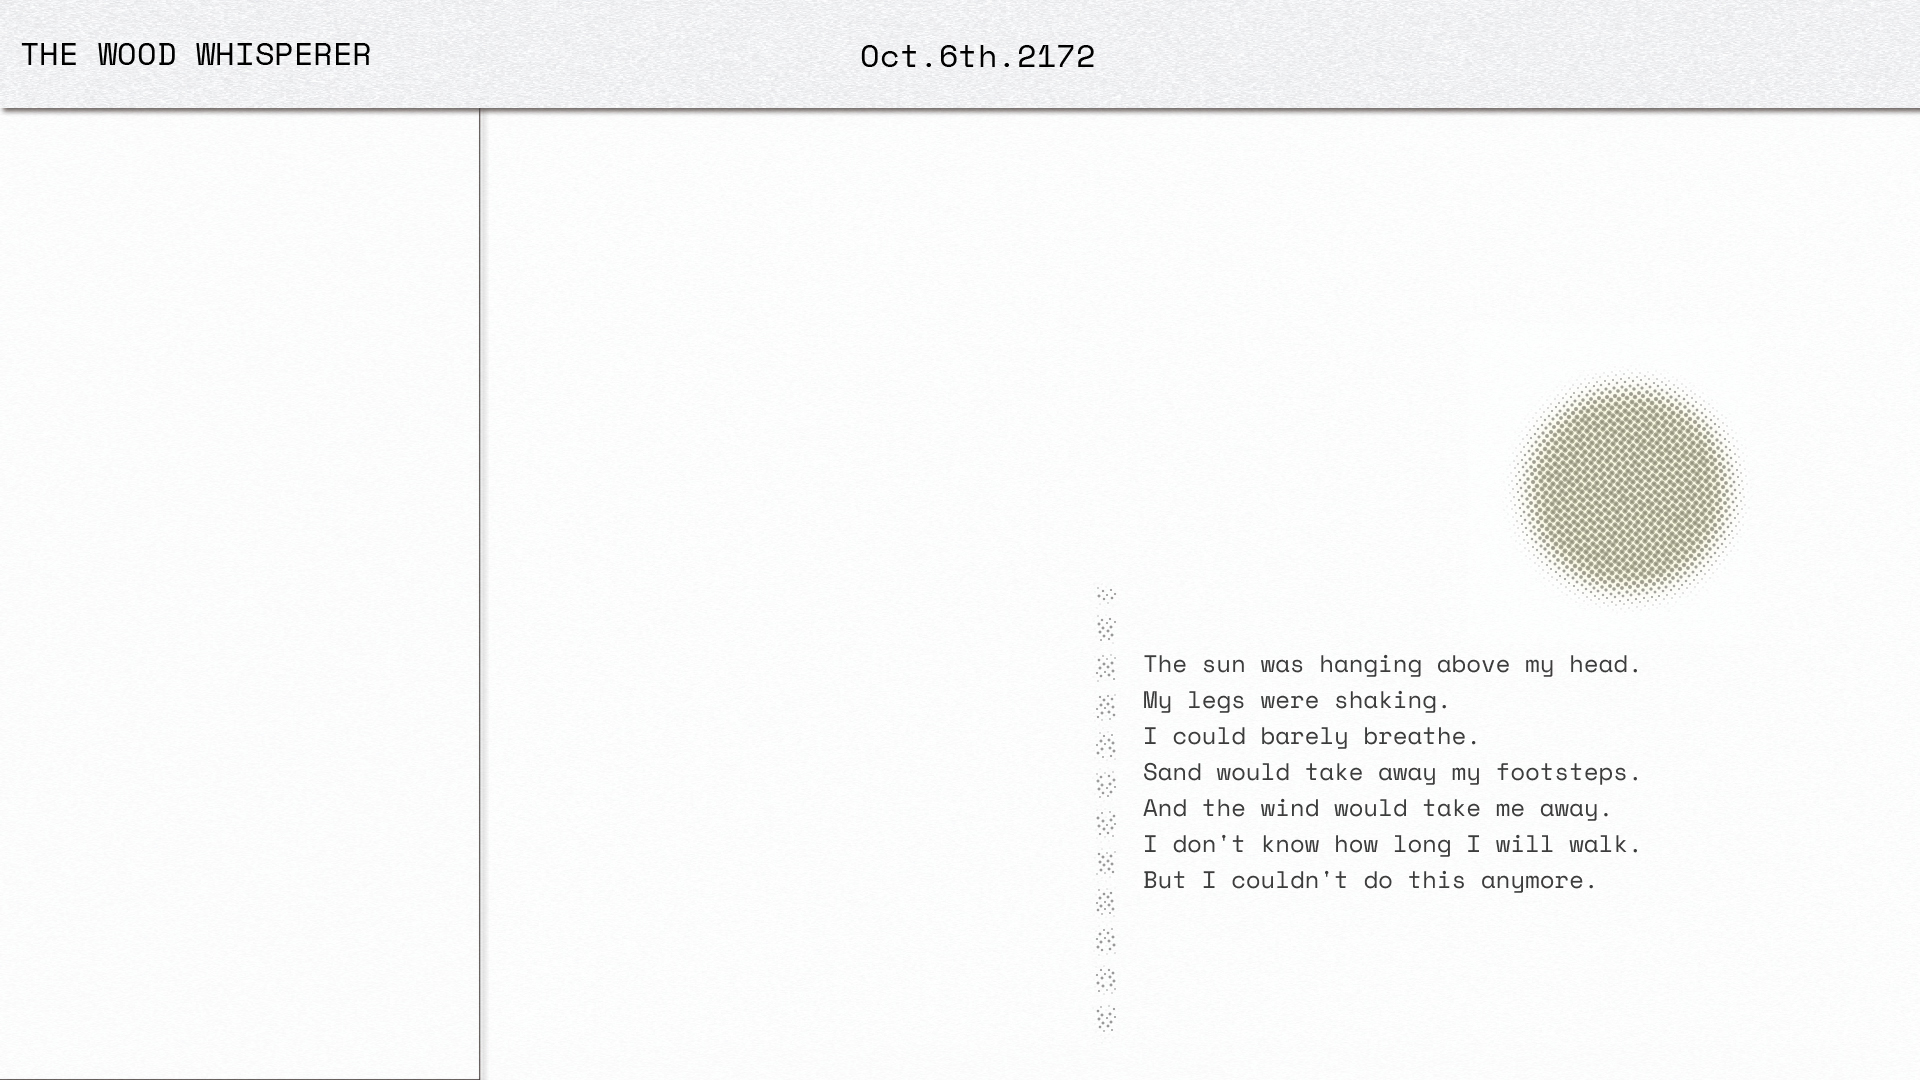 THE WOOD WHISPERER
Oct.6th.2172
The sun was hanging above my head.
My legs were shaking.
I could barely breathe.
Sand would take away my footsteps.
And the wind would take me away.
I don't know how long I will walk.
But I couldn't do this anymore.